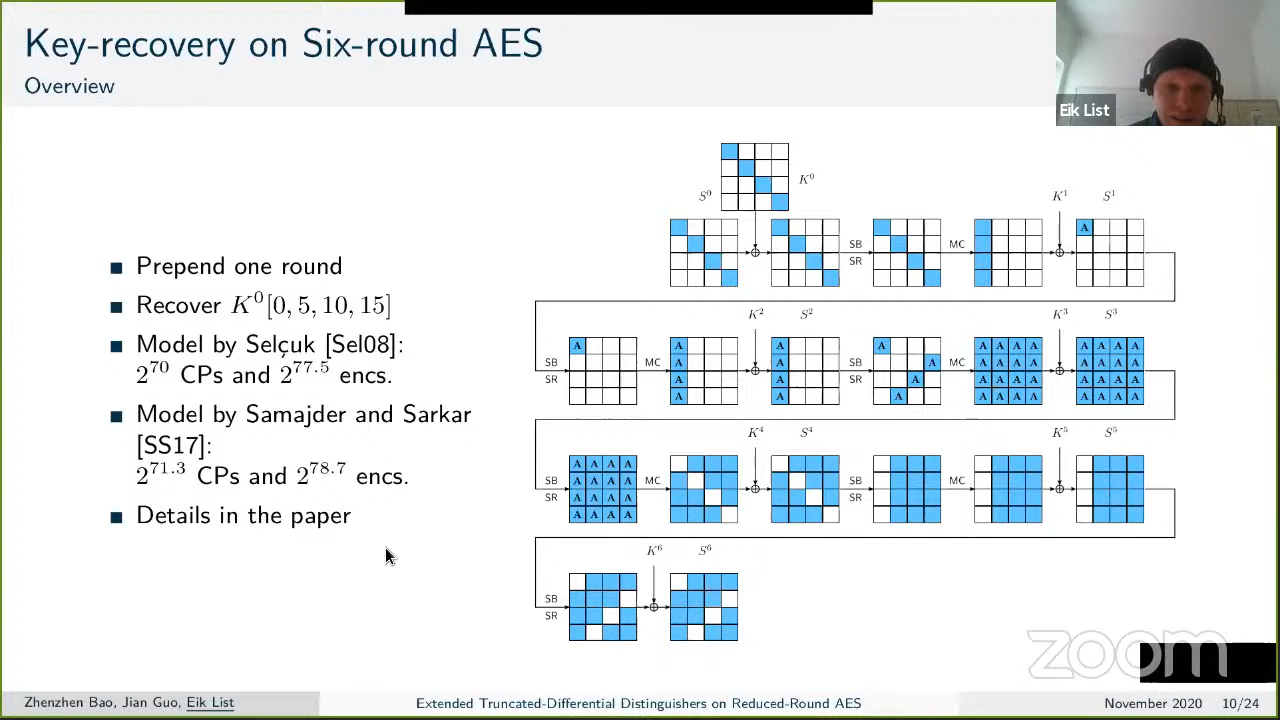 Key-recovery on Six-round AES
Overview
Eik List
■ Prepend one round
■ Recover K⁰[0, 5, 10, 15]
■ Model by Selçuk [Sel08]:
2⁷⁰ CPs and 2⁷⁷·⁵ encs.
■ Model by Samajder and Sarkar
[SS17]:
2⁷¹·³ CPs and 2⁷⁸·⁷ encs.
■ Details in the paper
S⁰ K⁰ K¹ S¹
SB MC
SR
A
K² S² K³ S³
A A A A A A A A A
SB MC A A SB A MC A A A A A A A A
SR A A SR A A A A A A A A A
A A A A A A A A A A A
K⁴ S⁴ K⁵ S⁵
A A A A
SB A A A A MC SB MC
SR A A A A SR
A A A A
K⁶ S⁶
SB
SR
zoom
Zhenzhen Bao, Jian Guo, Eik List
Extended Truncated-Differential Distinguishers on Reduced-Round AES
November 2020 10/24